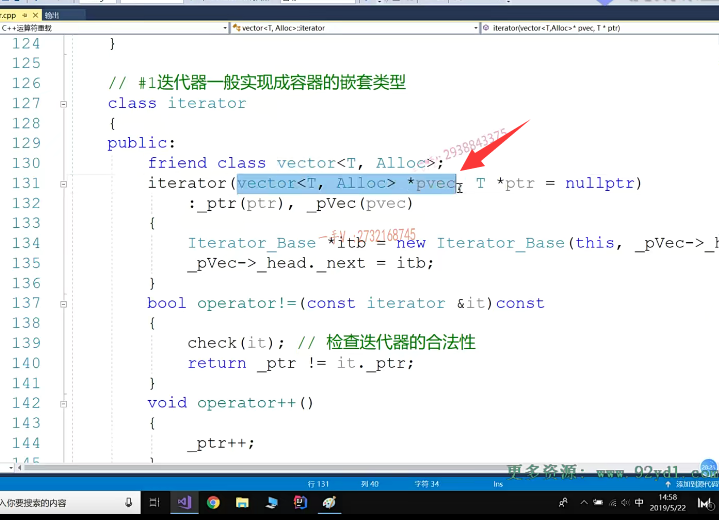 r.cpp 输出
C++运算符重载 vector<T, Alloc>::iterator iterator(vector<T,Alloc>* pvec, T * ptr)
124 }
125
126 // #1迭代器一般实现成容器的嵌套类型
127 class iterator
128 {
129 public:
130 friend class vector<T, Alloc>;
131 iterator(vector<T, Alloc> *pvec, T *ptr = nullptr)
132 :_ptr(ptr), _pVec(pvec)
133 {
134 Iterator_Base *itb = new Iterator_Base(this, _pVec->_h
135 _pVec->_head._next = itb;
136 }
137 bool operator!=(const iterator &it)const
138 {
139 check(it); // 检查迭代器的合法性
140 return _ptr != it._ptr;
141 }
142 void operator++()
143 {
144 _ptr++;
145
更多资源: www.92vd1.com
行 131 列 40 字符 34 Ins 添加到源代码
入你要搜索的内容 中 14:58
2019/5/22